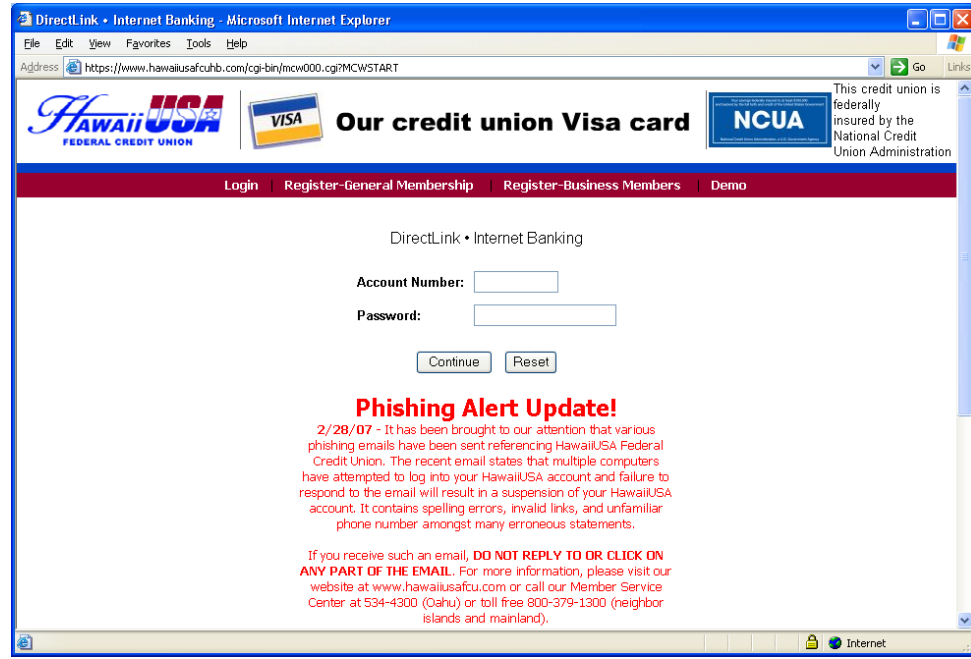 DirectLink • Internet Banking - Microsoft Internet Explorer
File Edit View Favorites Tools Help
Address https://www.hawaiiusafcuhb.com/cgi-bin/mcw000.cgi?MCWSTART Go Links
Hawaii USA
FEDERAL CREDIT UNION
VISA
Our credit union Visa card
NCUA
This credit union is
federally
insured by the
National Credit
Union Administration
Login Register-General Membership Register-Business Members Demo
DirectLink • Internet Banking
Account Number:
Password:
Continue Reset
Phishing Alert Update!
2/28/07 - It has been brought to our attention that various
phishing emails have been sent referencing HawaiiUSA Federal
Credit Union. The recent email states that multiple computers
have attempted to log into your HawaiiUSA account and failure to
respond to the email will result in a suspension of your HawaiiUSA
account. It contains spelling errors, invalid links, and unfamiliar
phone number amongst many erroneous statements.
If you receive such an email, DO NOT REPLY TO OR CLICK ON
ANY PART OF THE EMAIL. For more information, please visit our
website at www.hawaiiusafcu.com or call our Member Service
Center at 534-4300 (Oahu) or toll free 800-379-1300 (neighbor
islands and mainland).
Internet